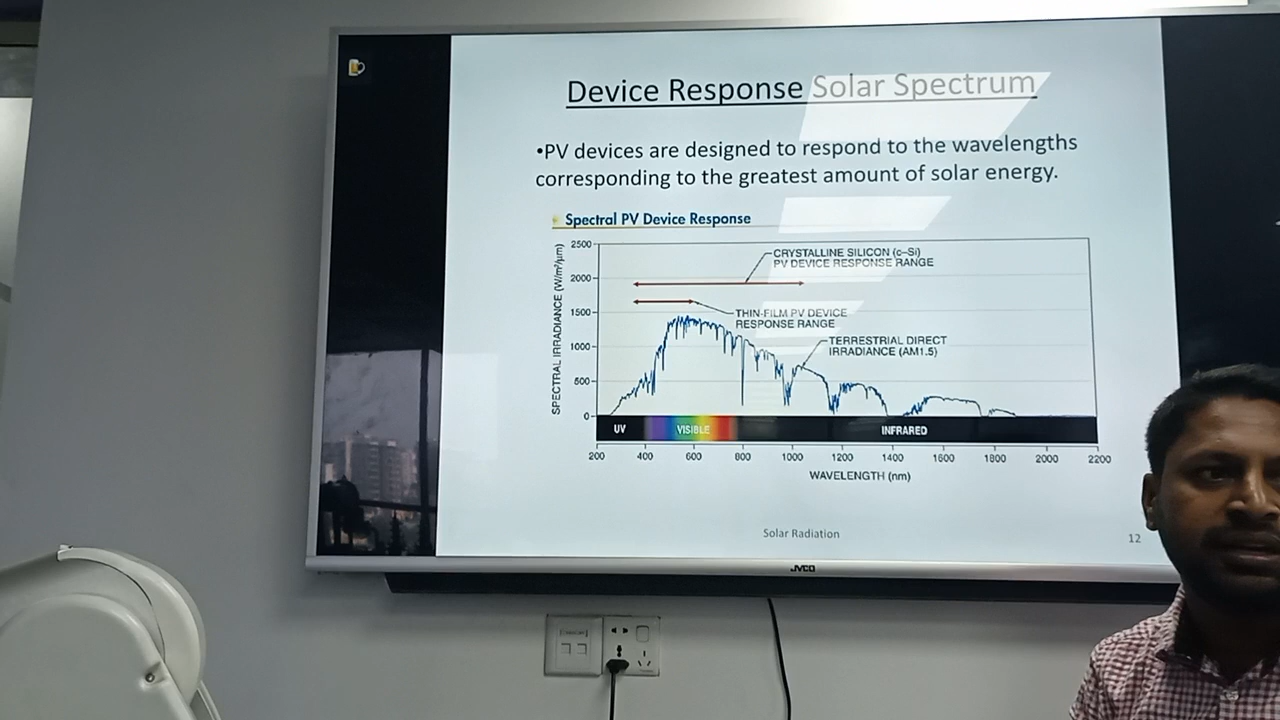 Device Response Solar Spectrum
•PV devices are designed to respond to the wavelengths
corresponding to the greatest amount of solar energy.
Spectral PV Device Response
SPECTRAL IRRADIANCE (W/m²/µm)
2500
2000
1500
1000
500
0
CRYSTALLINE SILICON (c–Si)
PV DEVICE RESPONSE RANGE
THIN-FILM PV DEVICE
RESPONSE RANGE
TERRESTRIAL DIRECT
IRRADIANCE (AM1.5)
UV VISIBLE INFRARED
200 400 600 800 1000 1200 1400 1600 1800 2000 2200
WAVELENGTH (nm)
Solar Radiation
12
JVCO